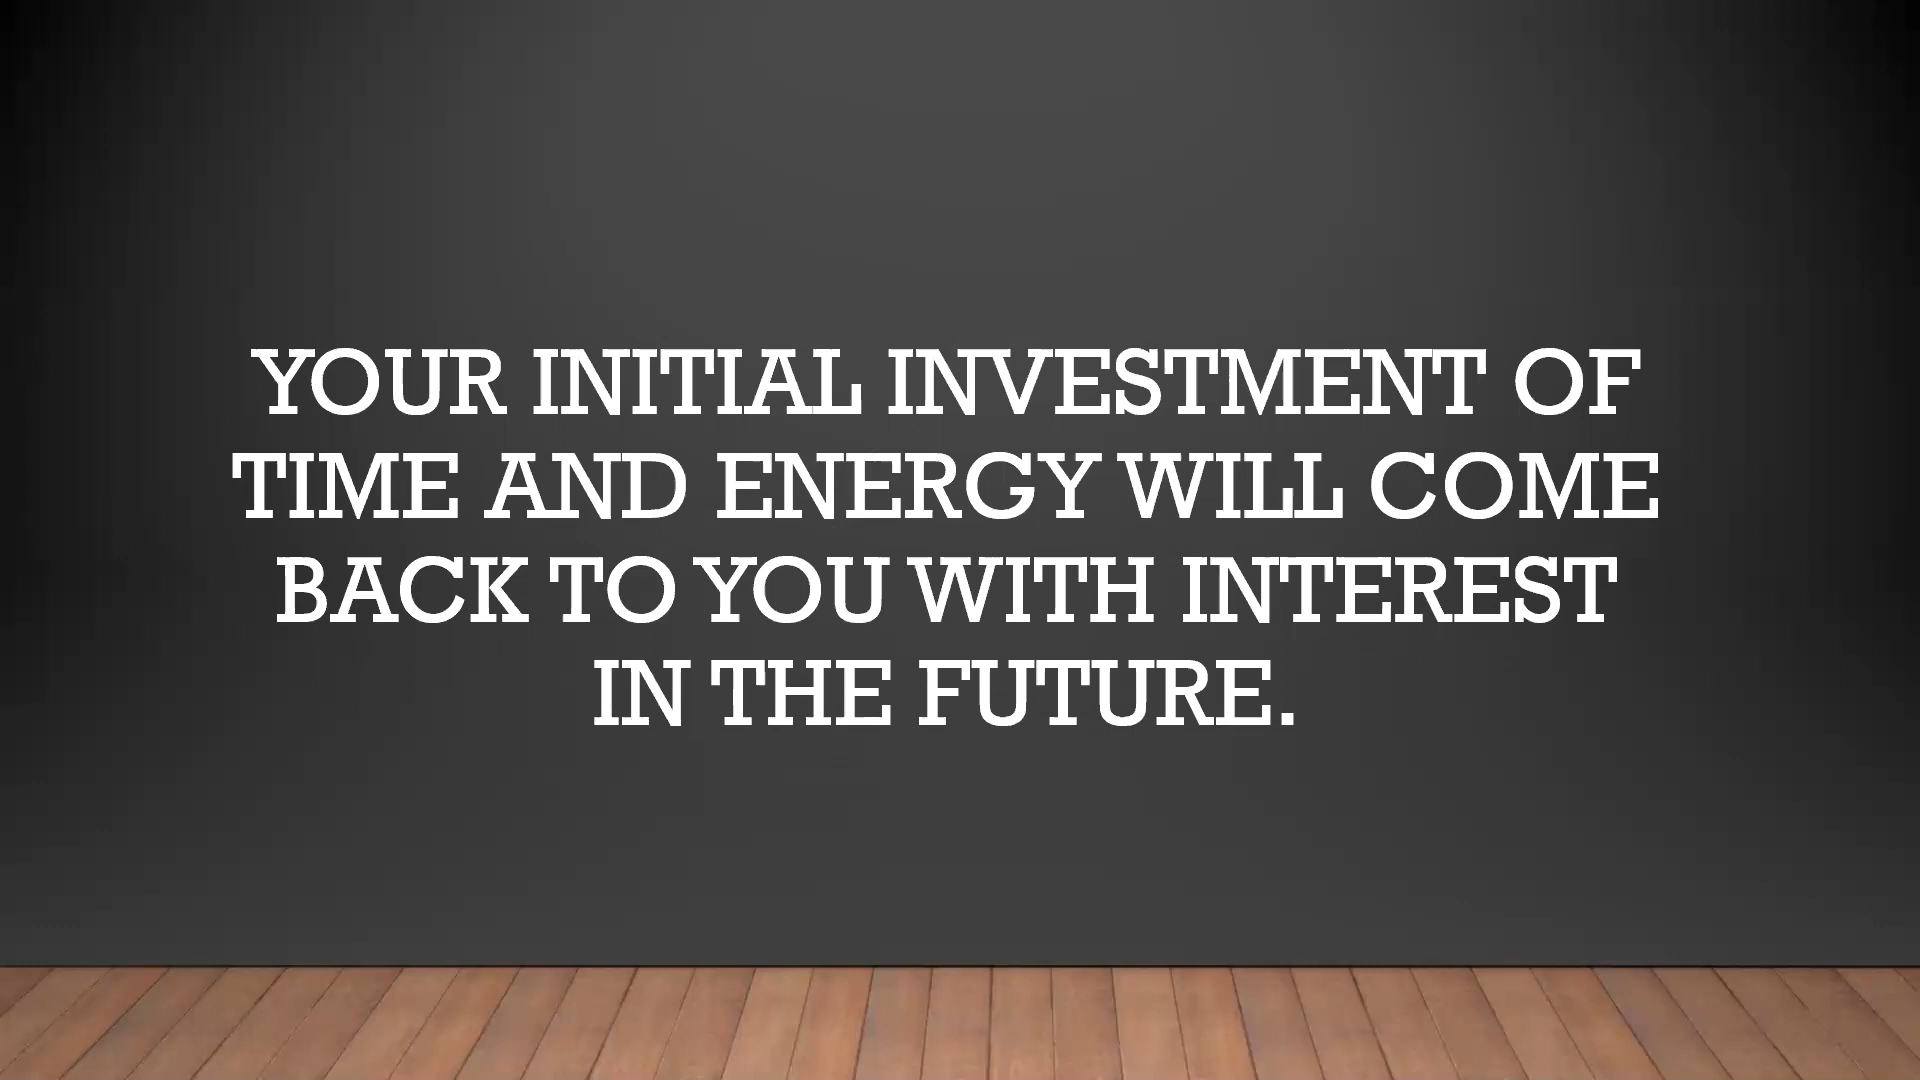 YOUR INITIAL INVESTMENT OF
TIME AND ENERGY WILL COME
BACK TO YOU WITH INTEREST
IN THE FUTURE.